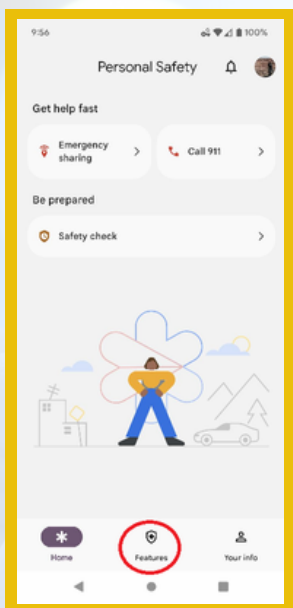 9:56
100%
Personal Safety
Get help fast
Emergency
sharing
Call 911
Be prepared
Safety check
Home
Features
Your info